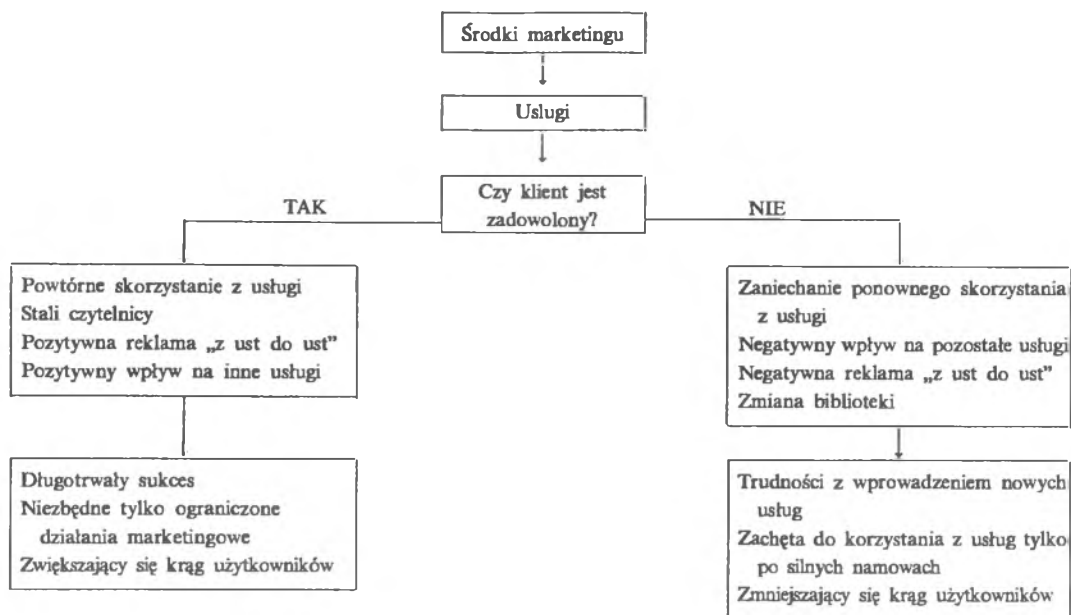 Środki marketingu
Uslugi
Czy klient jest
zadowolony?
TAK
NIE
Powtórne skorzystanie z usługi
Stali czytelnicy
Pozytywna reklama „z ust do ust”
Pozytywny wpływ na inne usługi
Zaniechanie ponownego skorzystania
z usługi
Negatywny wpływ na pozostałe usługi
Negatywna reklama „z ust do ust”
Zmiana biblioteki
Długotrwały sukces
Niezbędne tylko ograniczone
działania marketingowe
Zwiększający się krąg użytkowników
Trudności z wprowadzeniem nowych
usług
Zachęta do korzystania z usług tylko
po silnych namowach
Zmniejszający się krąg użytkowników